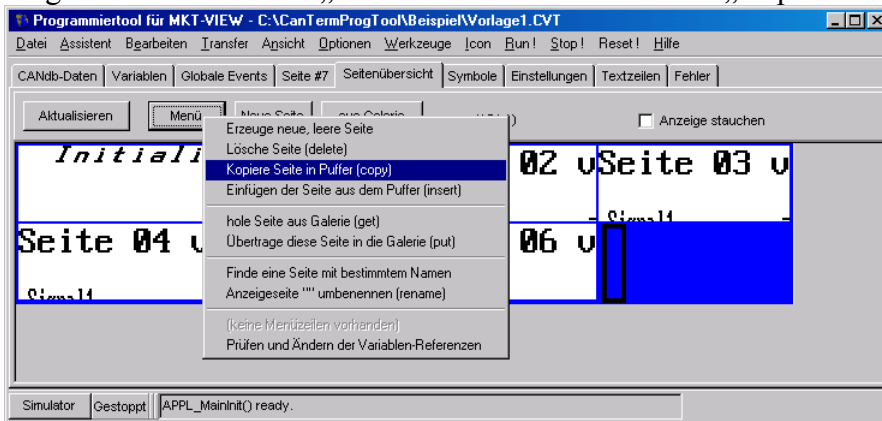 Programmiertool für MKT-VIEW - C:\CanTermProgTool\Beispiel\Vorlage1.CVT
Datei Assistent Bearbeiten Transfer Ansicht Optionen Werkzeuge Icon Run! Stop! Reset! Hilfe
CANdb-Daten Variablen Globale Events Seite #7 Seitenübersicht Symbole Einstellungen Textzeilen Fehler
Aktualisieren Menü Neue Seite aus Galerie Anzeige stauchen
Erzeuge neue, leere Seite
Lösche Seite (delete)
Kopiere Seite in Puffer (copy)
Einfügen der Seite aus dem Puffer (insert)
hole Seite aus Galerie (get)
Übertrage diese Seite in die Galerie (put)
Finde eine Seite mit bestimmtem Namen
Anzeigeseite "" umbenennen (rename)
(keine Menüzeilen vorhanden)
Prüfen und Ändern der Variablen-Referenzen
Initiali 02 v Seite 03 v
Signal1 -
Seite 04 v 06 v
Signal1
Simulator Gestoppt APPL_MainInit() ready.